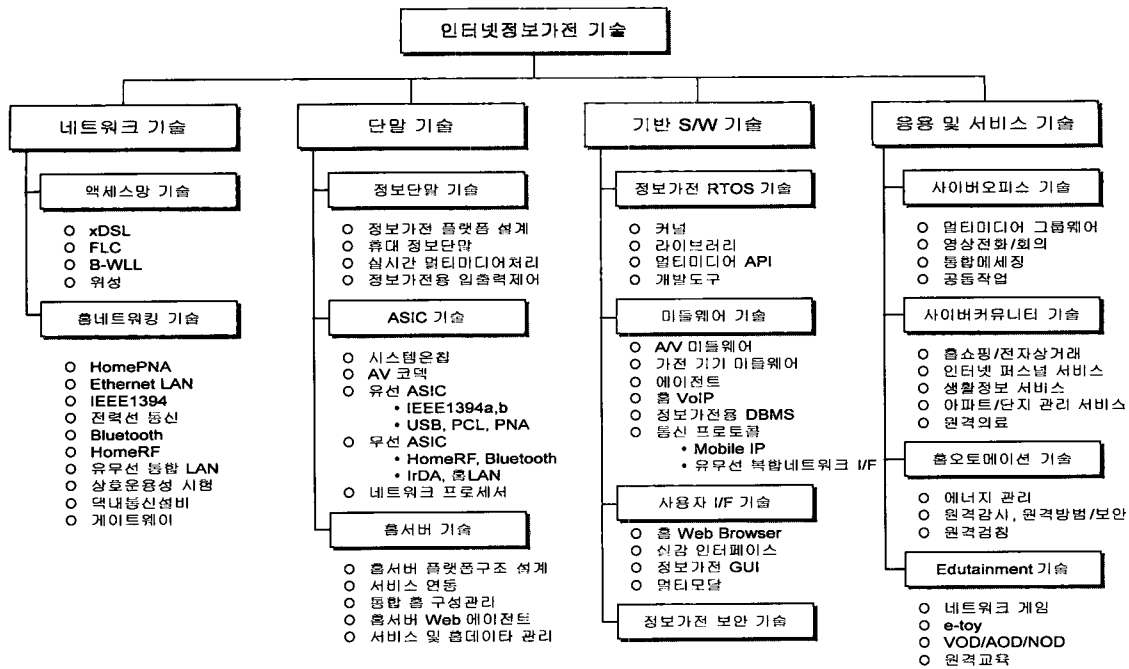 인터넷정보가전 기술
네트워크 기술
액세스망 기술
○ xDSL
○ FLC
○ B-WLL
○ 위성
홈네트워킹 기술
○ HomePNA
○ Ethernet LAN
○ IEEE1394
○ 전력선 통신
○ Bluetooth
○ HomeRF
○ 유무선 통합 LAN
○ 상호운용성 시험
○ 댁내통신설비
○ 게이트웨이
단말 기술
정보단말 기술
○ 정보가전 플랫폼 설계
○ 휴대 정보단말
○ 실시간 멀티미디어처리
○ 정보가전용 입출력제어
ASIC 기술
○ 시스템온칩
○ AV 코덱
○ 유선 ASIC
• IEEE1394a,b
• USB, PCL, PNA
○ 무선 ASIC
• HomeRF, Bluetooth
• IrDA, 홈LAN
○ 네트워크 프로세서
홈서버 기술
○ 홈서버 플랫폼구조 설계
○ 서비스 연동
○ 통합 홈 구성관리
○ 홈서버 Web 에이전트
○ 서비스 및 홈데이타 관리
기반 S/W 기술
정보가전 RTOS 기술
○ 커널
○ 라이브러리
○ 멀티미디어 API
○ 개발도구
미들웨어 기술
○ A/V 미들웨어
○ 가전 기기 미들웨어
○ 에이전트
○ 홈 VoIP
○ 정보가전용 DBMS
○ 통신 프로토콜
• Mobile IP
• 유무선 복합네트워크 I/F
사용자 I/F 기술
○ 홈 Web Browser
○ 실감 인터페이스
○ 정보가전 GUI
○ 멀티모달
정보가전 보안 기술
응용 및 서비스 기술
사이버오피스 기술
○ 멀티미디어 그룹웨어
○ 영상전화/회의
○ 통합메세징
○ 공동작업
사이버커뮤니티 기술
○ 홈쇼핑/전자상거래
○ 인터넷 퍼스널 서비스
○ 생활정보 서비스
○ 아파트/단지 관리 서비스
○ 원격의료
홈오토메이션 기술
○ 에너지 관리
○ 원격감시, 원격방범/보안
○ 원격검침
Edutainment 기술
○ 네트워크 게임
○ e-toy
○ VOD/AOD/NOD
○ 원격교육